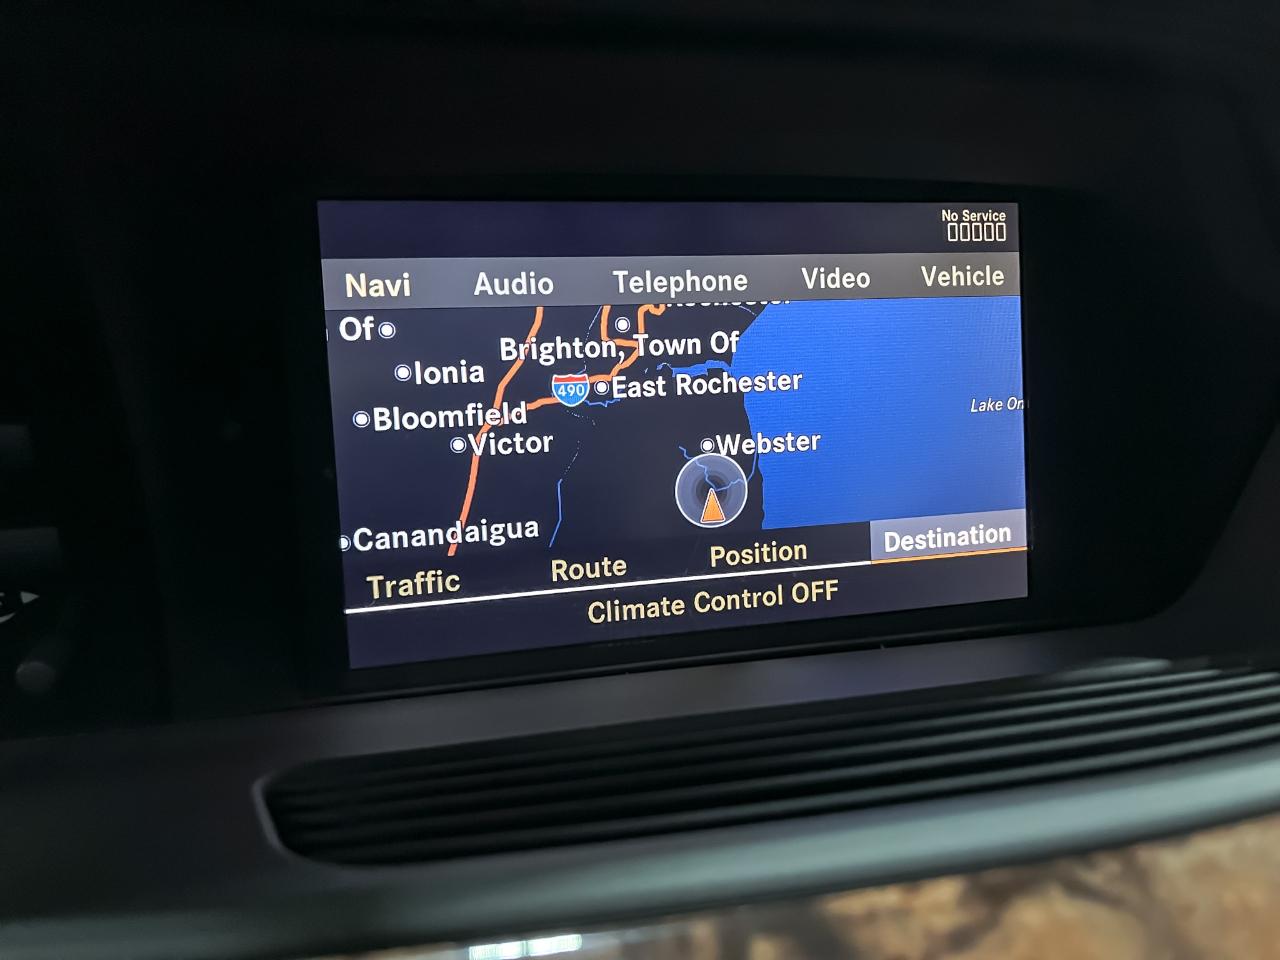 No Service
Navi Audio Telephone Video Vehicle
Of
Brighton, Town Of
Ionia
490
East Rochester
Lake On
Bloomfield
Victor
Webster
Canandaigua
Traffic Route Position Destination
Climate Control OFF